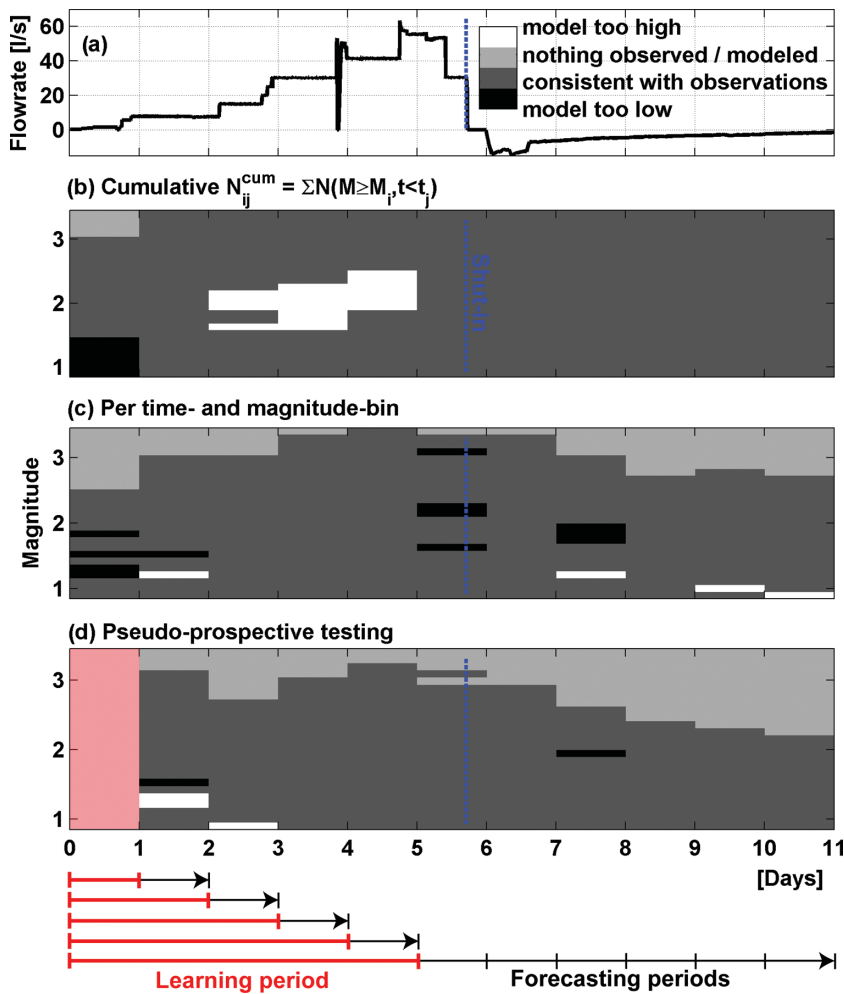 (a)
Flowrate [l/s]
60
40
20
0
model too high
nothing observed / modeled
consistent with observations
model too low
(b) Cumulative N_ij^cum = ΣN(M≥M_i,t<t_j)
3
2
1
Shut-in
(c) Per time- and magnitude-bin
Magnitude
3
2
1
(d) Pseudo-prospective testing
3
2
1
0 1 2 3 4 5 6 7 8 9 10 11
[Days]
Learning period
Forecasting periods